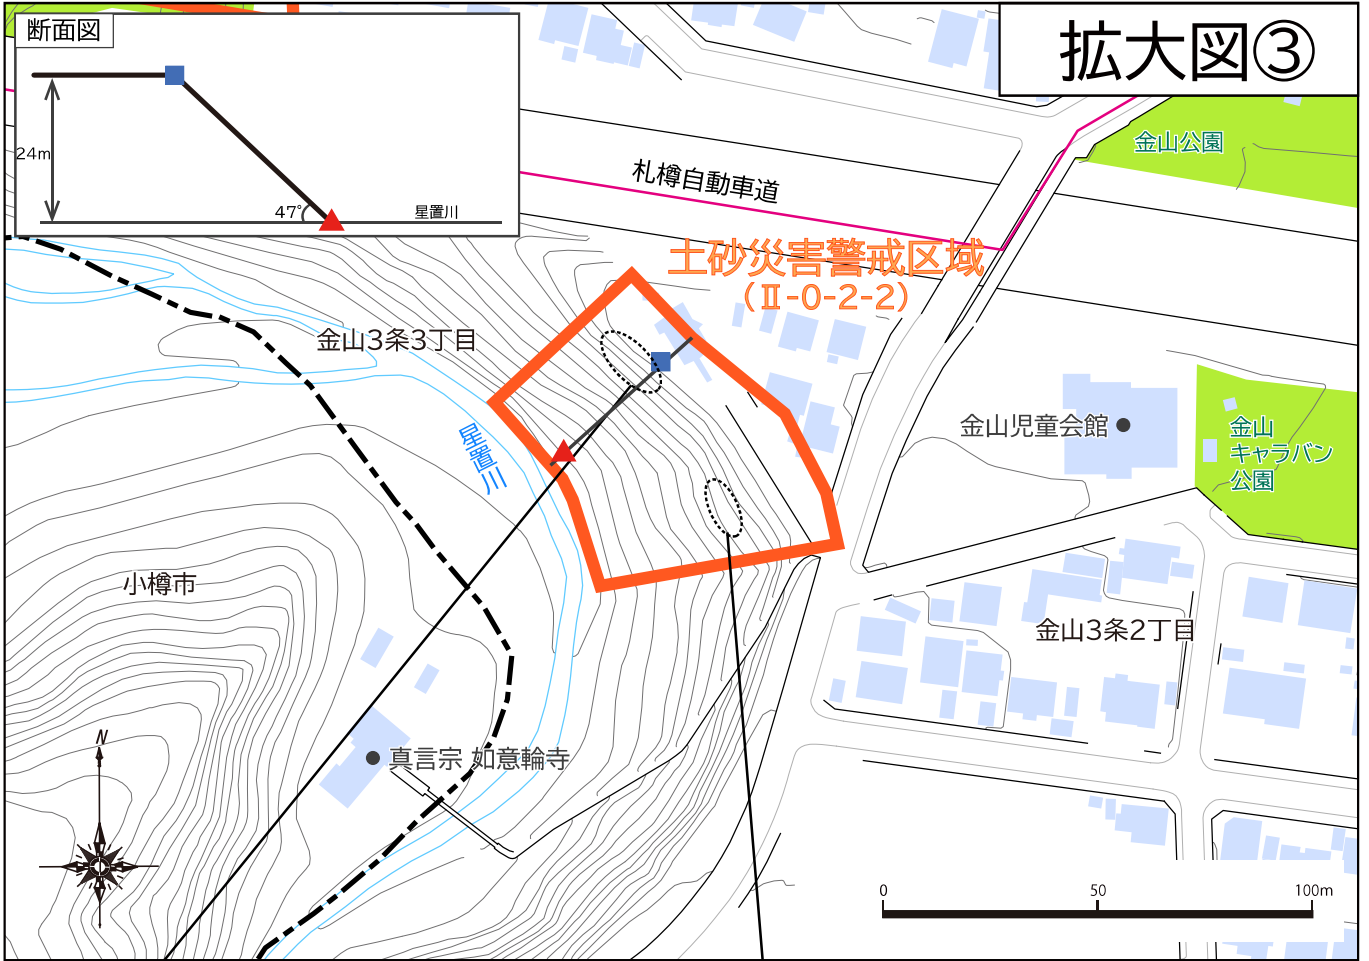 断面図
24m
47°
星置川
拡大図③
金山公園
札樽自動車道
土砂災害警戒区域
(Ⅱ-0-2-2)
金山3条3丁目
星置川
金山児童会館
金山
キャラバン
公園
小樽市
金山3条2丁目
真言宗 如意輪寺
N
0 50 100m